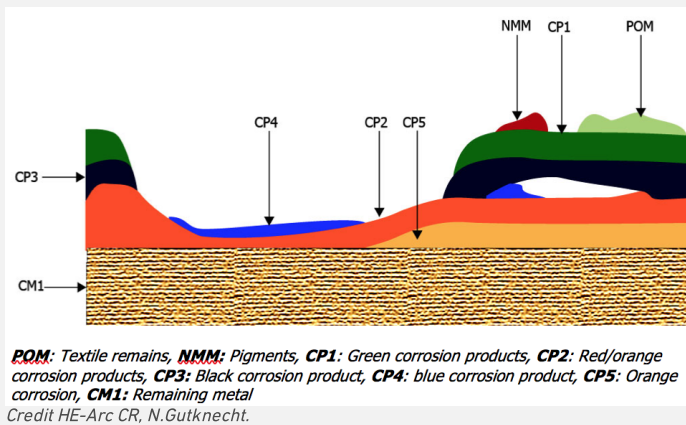 NMM CP1 POM
CP4 CP2 CP5
CP3
CM1
POM: Textile remains, NMM: Pigments, CP1: Green corrosion products, CP2: Red/orange
corrosion products, CP3: Black corrosion product, CP4: blue corrosion product, CP5: Orange
corrosion, CM1: Remaining metal
Credit HE-Arc CR, N.Gutknecht.